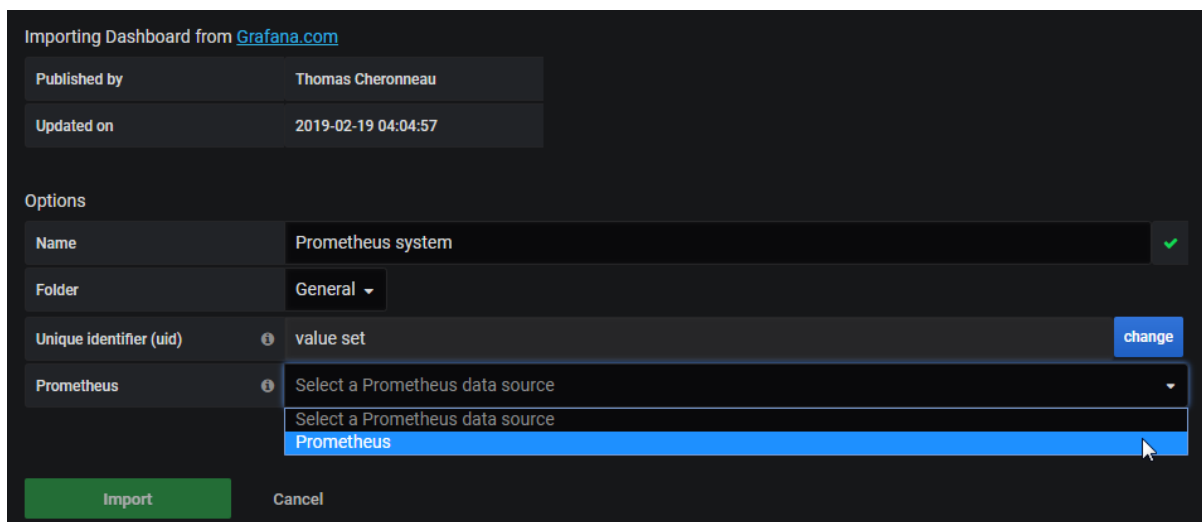 Importing Dashboard from Grafana.com
Published by Thomas Cheronneau
Updated on 2019-02-19 04:04:57
Options
Name Prometheus system
Folder General
Unique identifier (uid) value set change
Prometheus Select a Prometheus data source
Select a Prometheus data source
Prometheus
Import Cancel